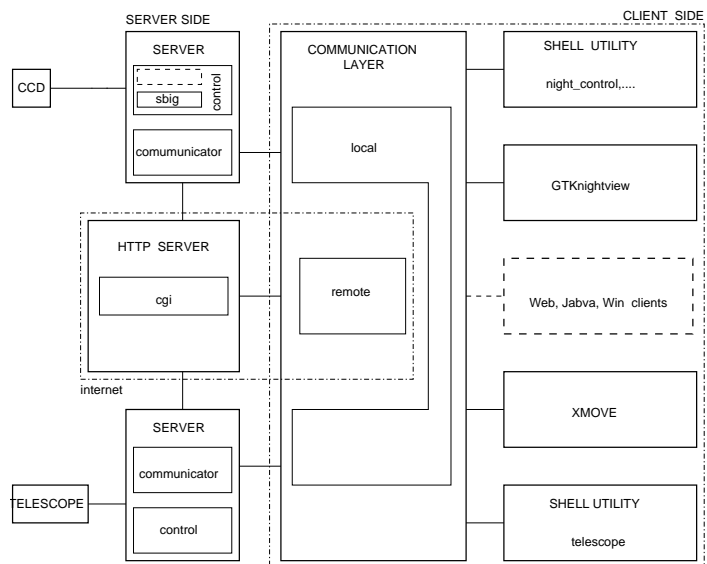 SERVER SIDE
CLIENT SIDE
SERVER
sbig
control
comumunicator
CCD
COMMUNICATION
LAYER
local
SHELL UTILITY
night_control,....
GTKnightview
HTTP SERVER
cgi
remote
Web, Jabva, Win clients
internet
SERVER
communicator
control
TELESCOPE
XMOVE
SHELL UTILITY
telescope